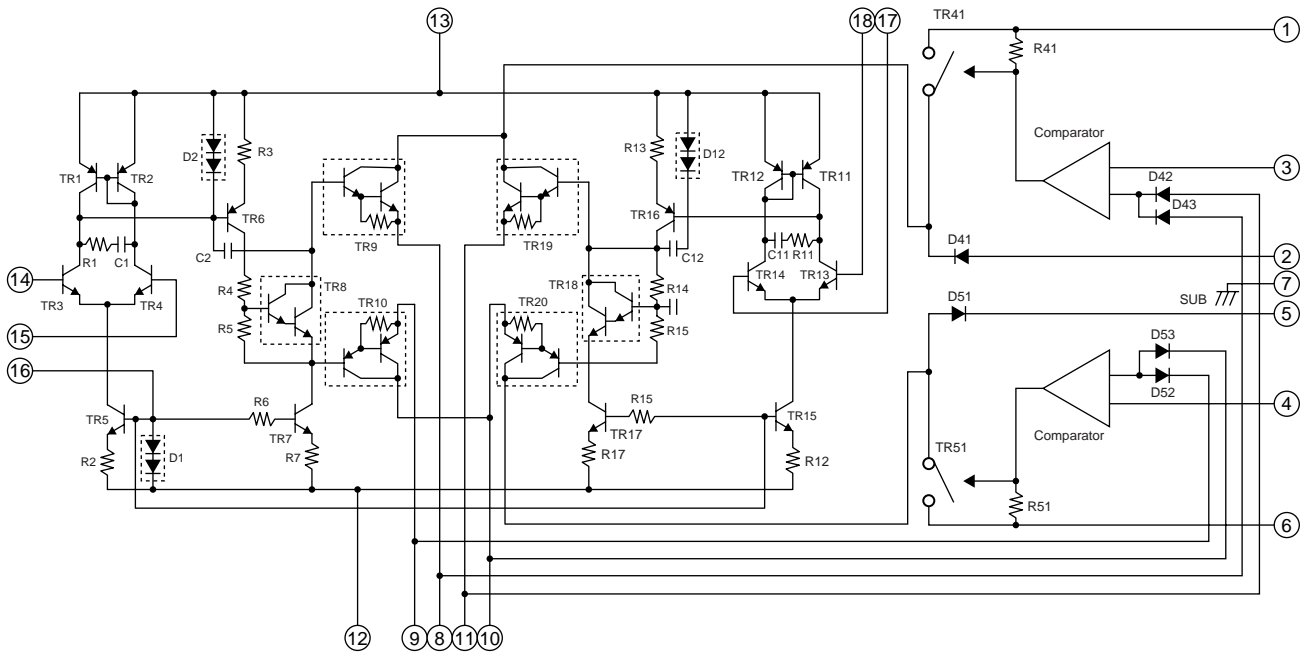 13
18 17
TR41
1
R41
Comparator
D2
R3
R13
D12
3
TR1
TR2
TR12
TR11
D42
D43
TR6
TR16
R1
C1
C2
TR9
TR19
C12
C11
R11
D41
2
14
TR3
TR4
R4
TR8
TR10
TR20
TR18
R14
TR14
TR13
7
SUB
D51
5
15
R5
R15
D53
16
D52
R6
R15
4
TR5
TR7
TR17
TR15
Comparator
TR51
R2
D1
R7
R17
R12
R51
6
12
9 8 11 10